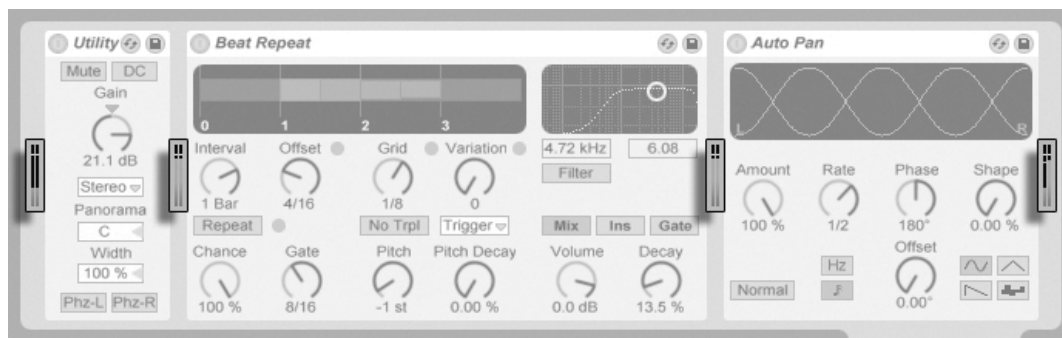 Utility
Mute DC
Gain
21.1 dB
Stereo
Panorama
C
Width
100 %
Phz-L Phz-R
Beat Repeat
0 1 2 3
Interval Offset Grid Variation
1 Bar 4/16 1/8 0
4.72 kHz 6.08
Filter
Repeat No Trpl Trigger
Mix Ins Gate
Chance Gate Pitch Pitch Decay Volume Decay
100 % 8/16 -1 st 0.00 % 0.0 dB 13.5 %
Auto Pan
L R
Amount Rate Phase Shape
100 % 1/2 180° 0.00 %
Offset
Hz
Normal
0.00°